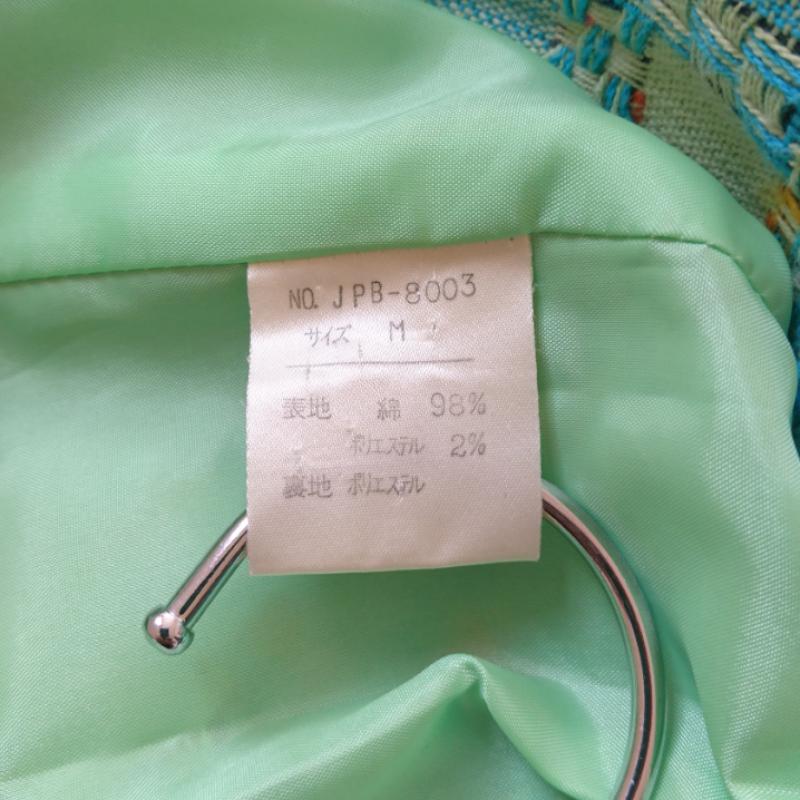 NO. JPB-8003
サイズ M
表地 綿 98%
ポリエステル 2%
裏地 ポリエステル